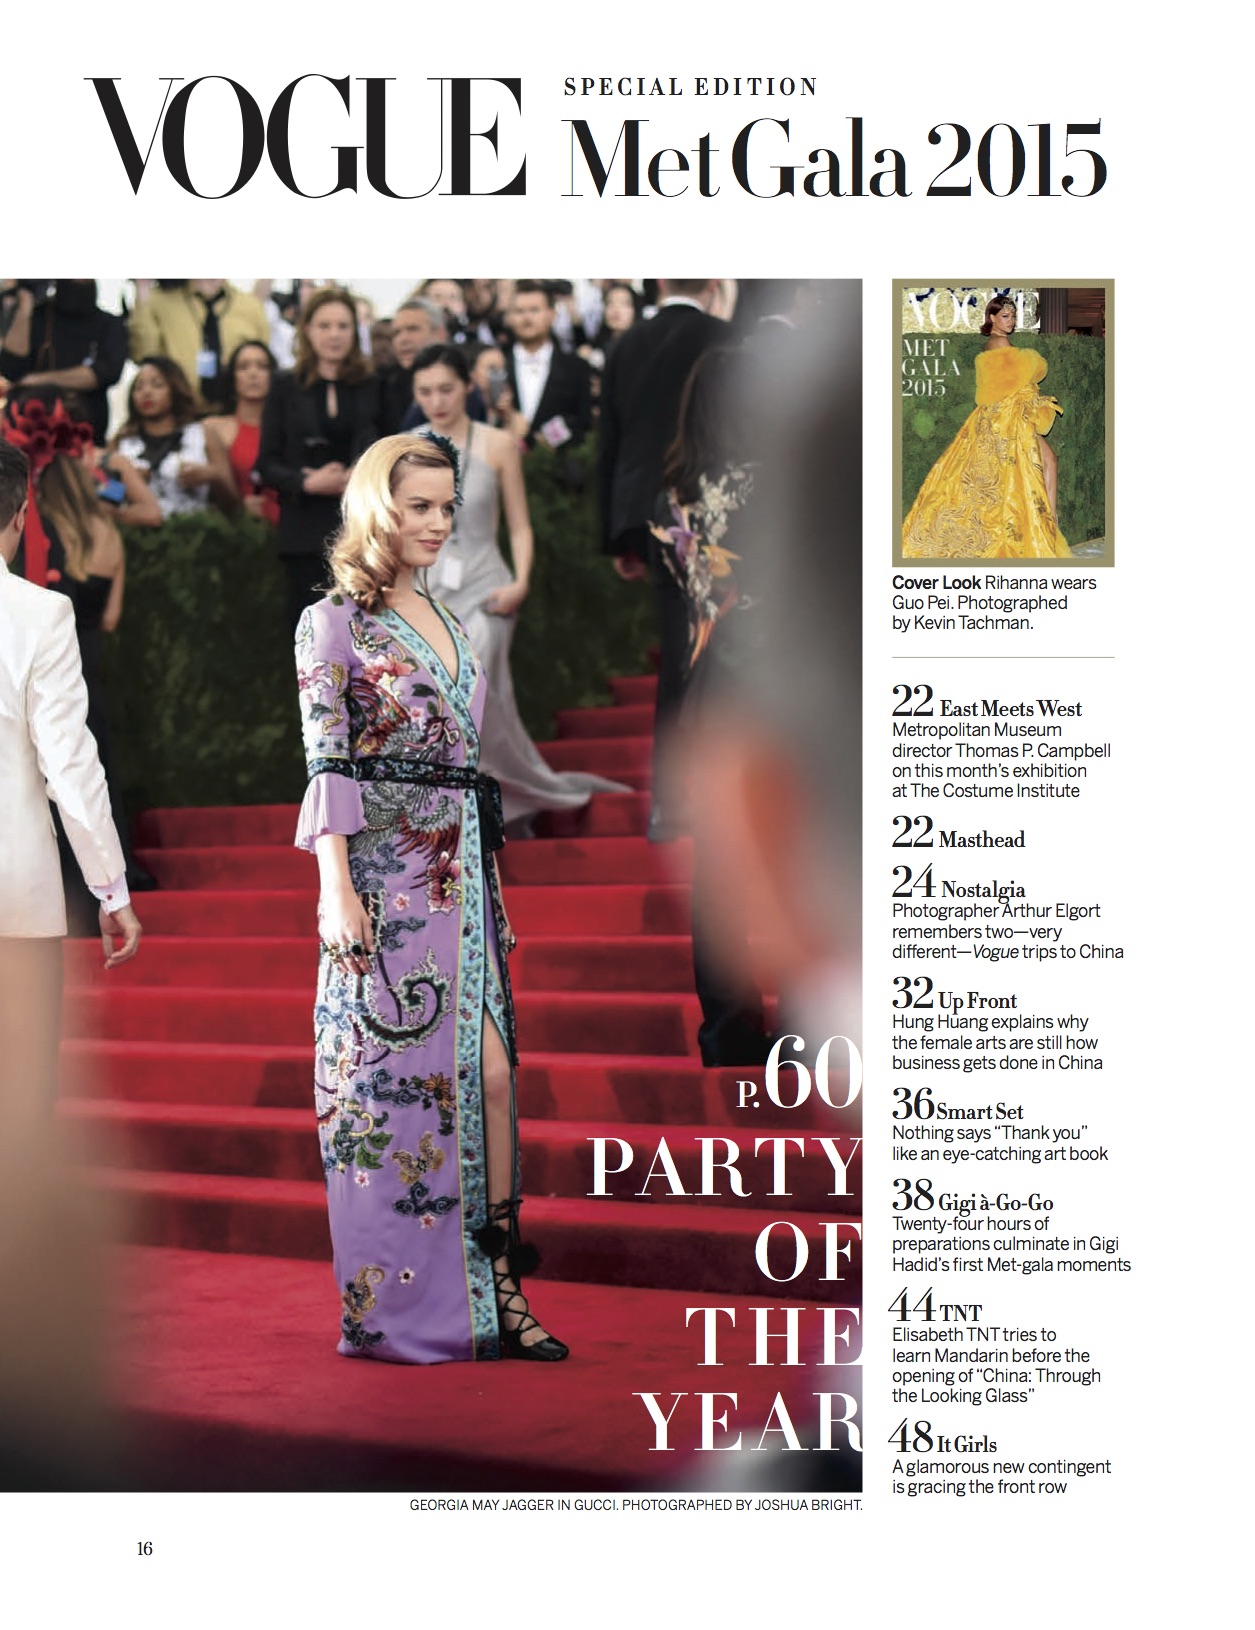 VOGUE
SPECIAL EDITION
Met Gala 2015
VOGUE
MET
GALA
2015
Cover Look Rihanna wears
Guo Pei. Photographed
by Kevin Tachman.
22 East Meets West
Metropolitan Museum
director Thomas P. Campbell
on this month's exhibition
at The Costume Institute
22 Masthead
24 Nostalgia
Photographer Arthur Elgort
remembers two—very
different—Vogue trips to China
32 Up Front
Hung Huang explains why
the female arts are still how
business gets done in China
36 Smart Set
Nothing says “Thank you”
like an eye-catching art book
38 Gigi à-Go-Go
Twenty-four hours of
preparations culminate in Gigi
Hadid's first Met-gala moments
44 TNT
Elisabeth TNT tries to
learn Mandarin before the
opening of “China: Through
the Looking Glass”
48 It Girls
A glamorous new contingent
is gracing the front row
P.60
PARTY
OF
THE
YEAR
GEORGIA MAY JAGGER IN GUCCI. PHOTOGRAPHED BY JOSHUA BRIGHT.
16